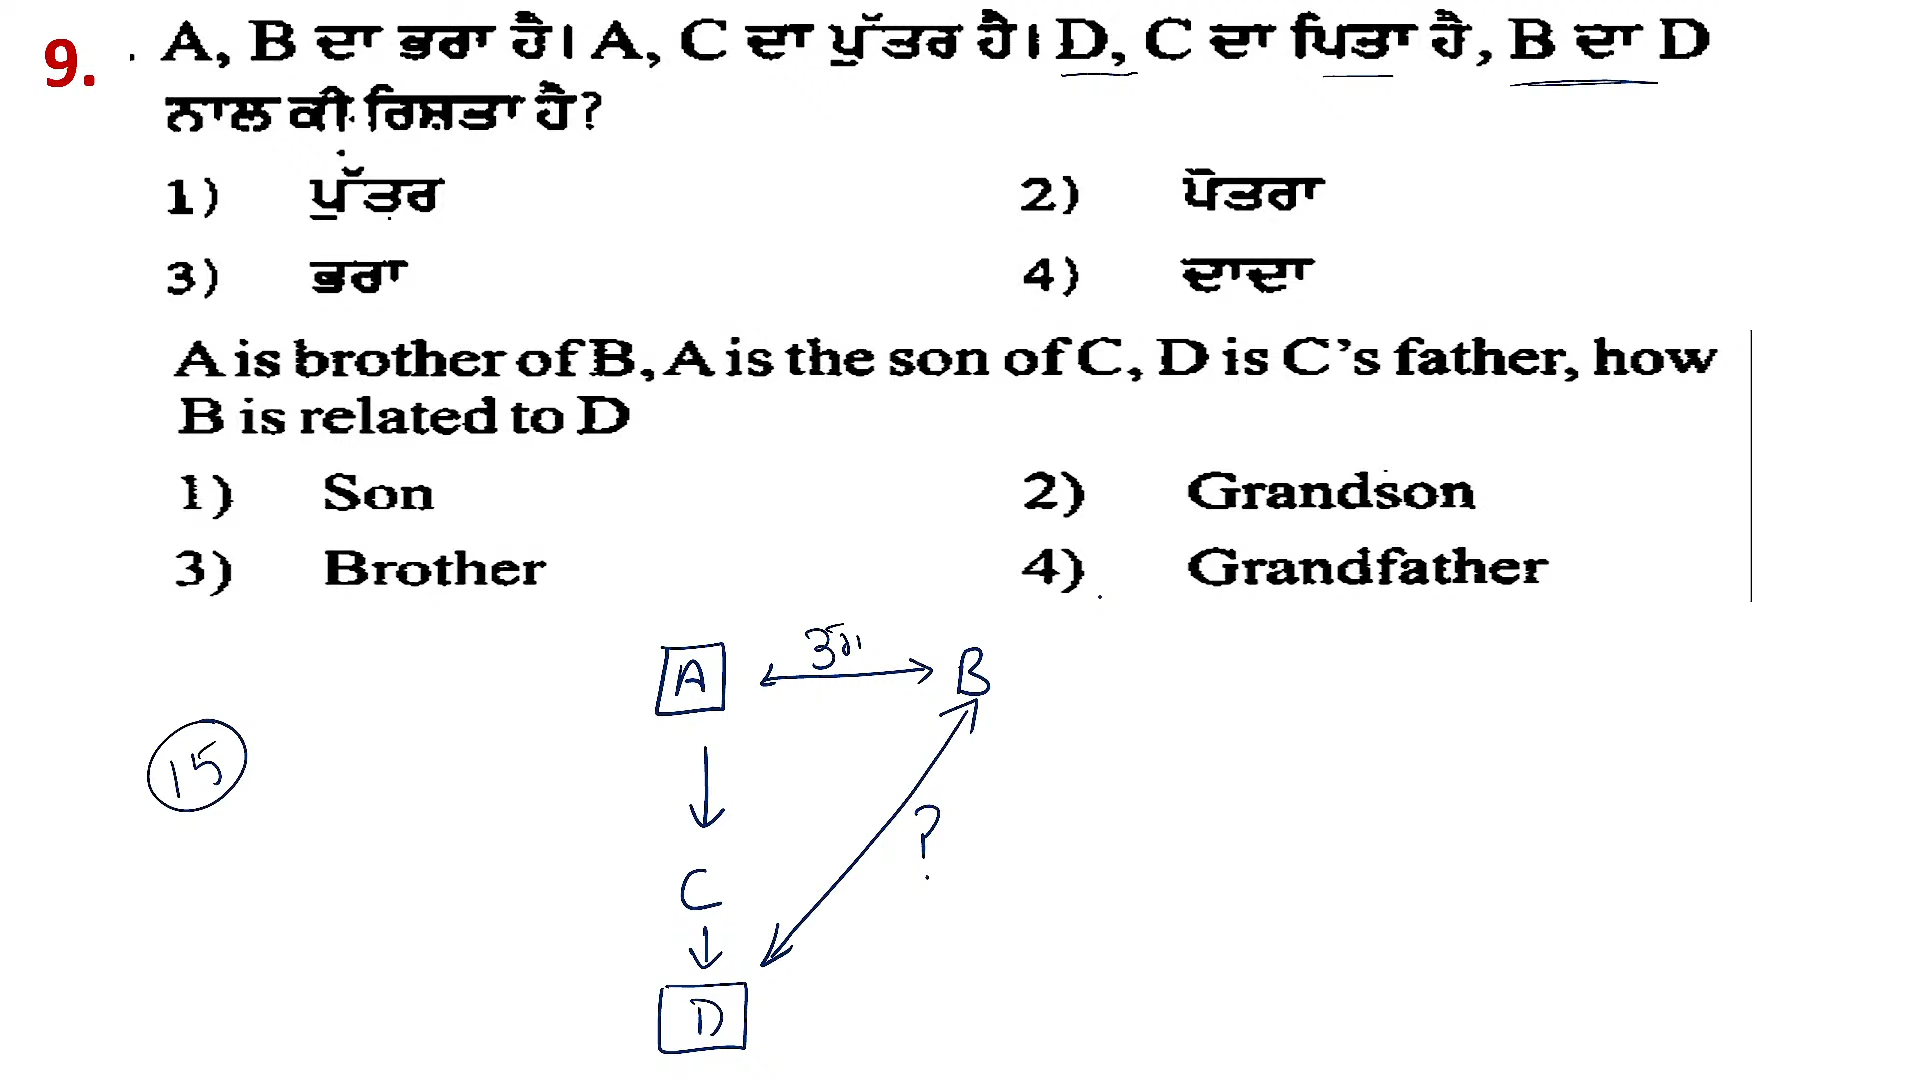 9. A, B ਦਾ ਭਰਾ ਹੈ। A, C ਦਾ ਪੁੱਤਰ ਹੈ। D, C ਦਾ ਪਿਤਾ ਹੈ, B ਦਾ D
ਨਾਲ ਕੀ ਰਿਸ਼ਤਾ ਹੈ?
1) ਪੁੱਤਰ 2) ਪੋਤਰਾ
3) ਭਰਾ 4) ਦਾਦਾ
A is brother of B, A is the son of C, D is C's father, how
B is related to D
1) Son 2) Grandson
3) Brother 4) Grandfather
ਭਰਾ
A B
15
?
C
D